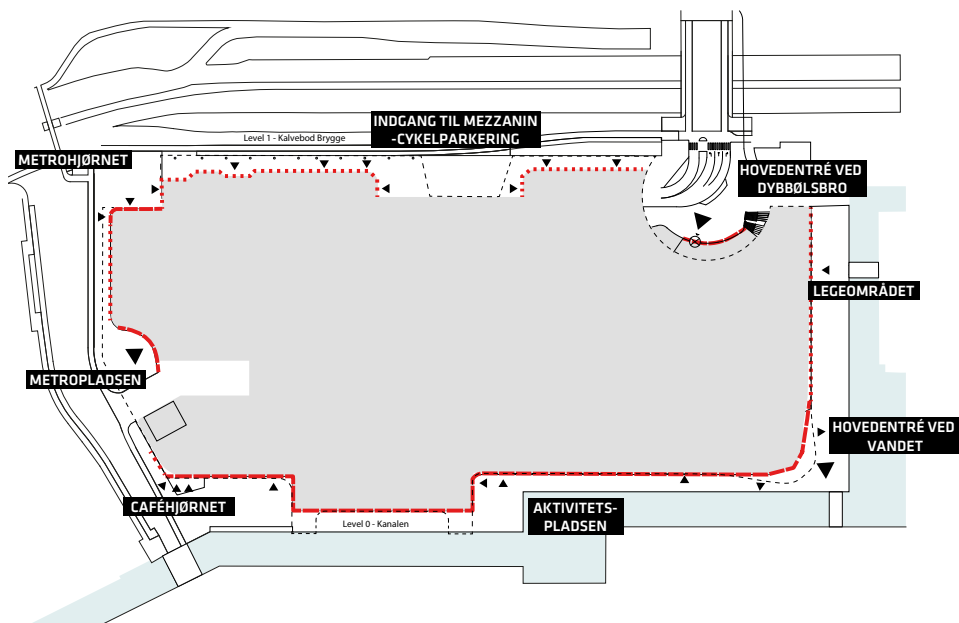 Level 1 - Kalvebod Brygge
INDGANG TIL MEZZANIN
-CYKELPARKERING
METROHJØRNET
HOVEDENTRÉ VED
DYBBØLSBRO
LEGEOMRÅDET
METROPLADSEN
HOVEDENTRÉ VED
VANDET
CAFÉHJØRNET
Level 0 - Kanalen
AKTIVITETS-
PLADSEN